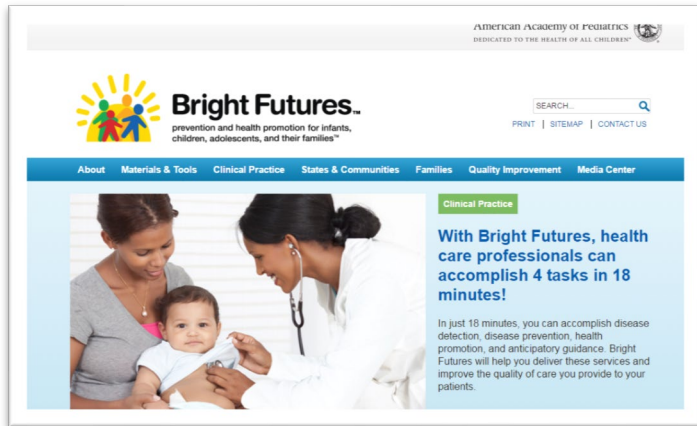 American Academy of Pediatrics
DEDICATED TO THE HEALTH OF ALL CHILDREN™
Bright Futures™
prevention and health promotion for infants,
children, adolescents, and their families™
SEARCH...
PRINT | SITEMAP | CONTACT US
About Materials & Tools Clinical Practice States & Communities Families Quality Improvement Media Center
Clinical Practice
With Bright Futures, health
care professionals can
accomplish 4 tasks in 18
minutes!
In just 18 minutes, you can accomplish disease
detection, disease prevention, health
promotion, and anticipatory guidance. Bright
Futures will help you deliver these services and
improve the quality of care you provide to your
patients.